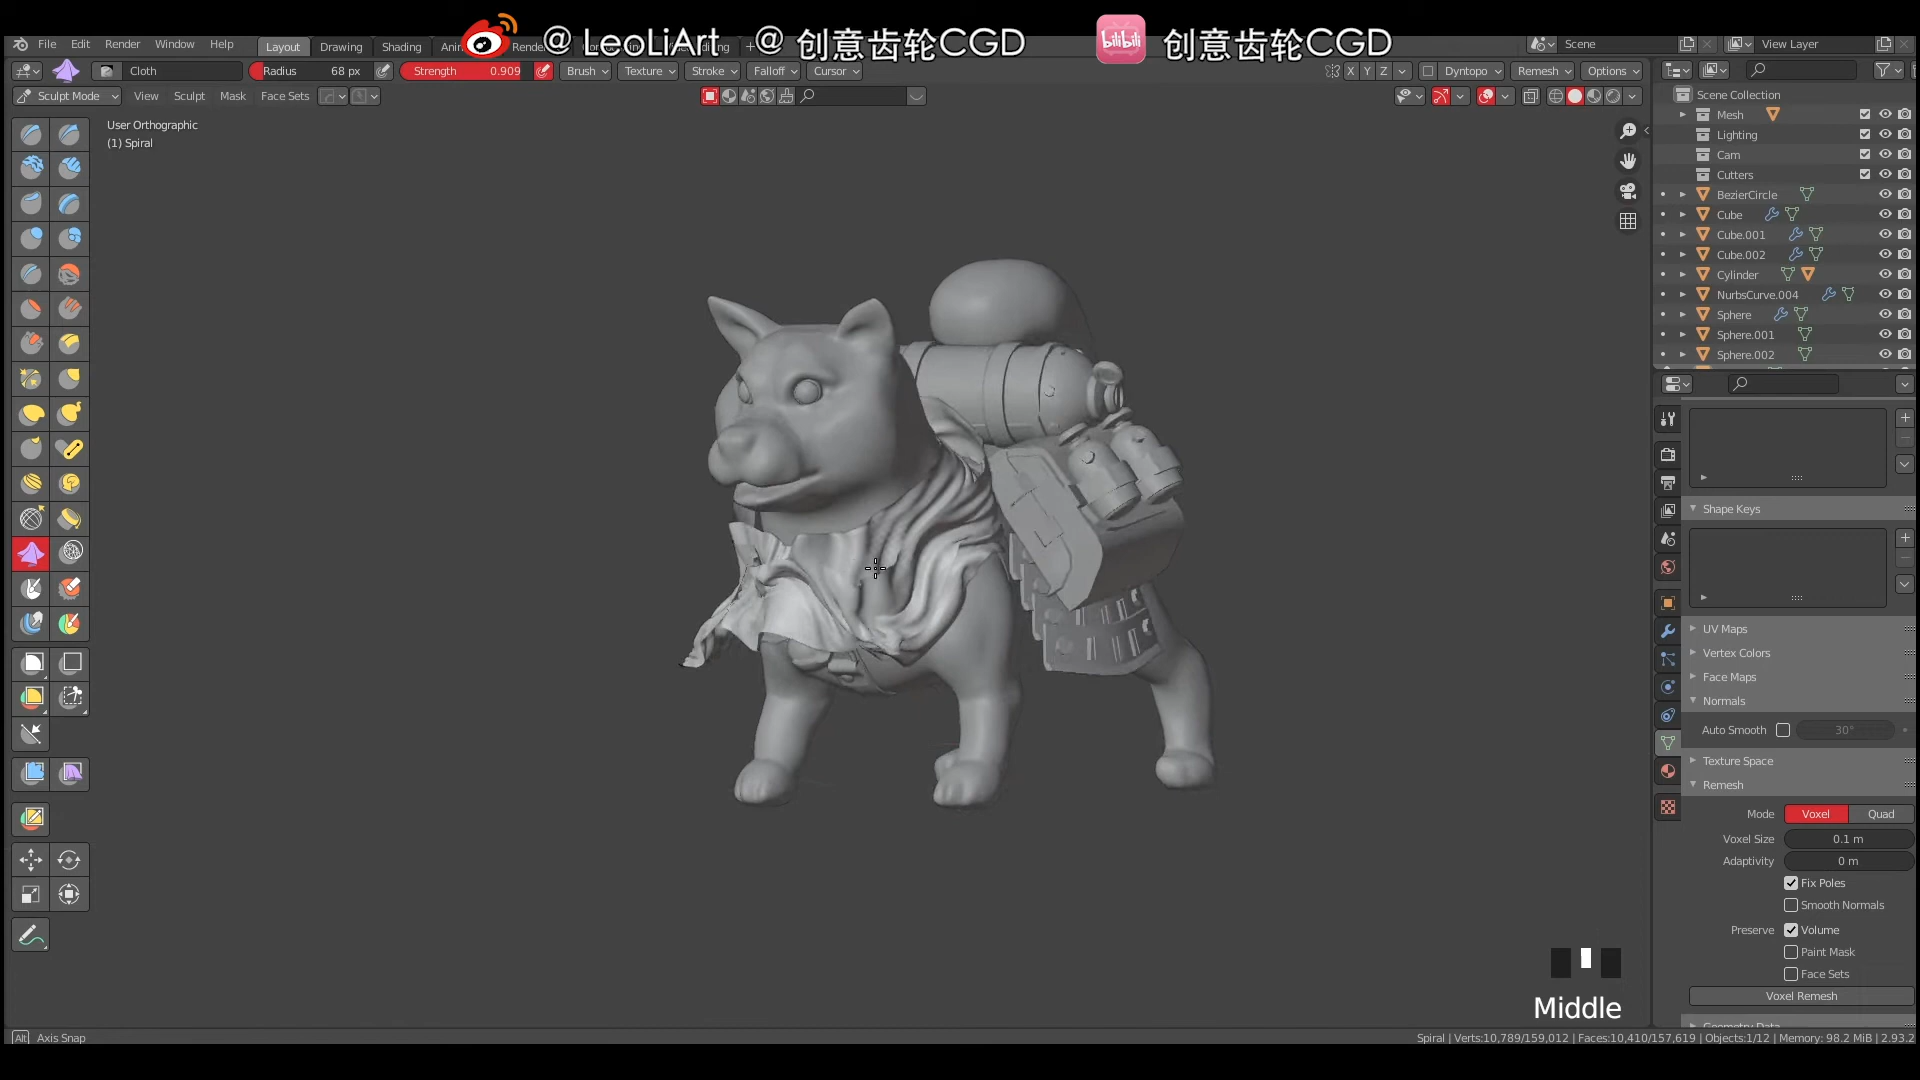 @ LeoLiArt @ 创意齿轮CGD bilibili 创意齿轮CGD
File Edit Render Window Help Layout Drawing Shading + Scene View Layer
Cloth Radius 68 px Strength 0.909 Brush Texture Stroke Falloff Cursor X Y Z Dyntopo Remesh Options
Sculpt Mode View Sculpt Mask Face Sets
User Orthographic
(1) Spiral
Scene Collection
Mesh
Lighting
Cam
Cutters
BezierCircle
Cube
Cube.001
Cube.002
Cylinder
NurbsCurve.004
Sphere
Sphere.001
Sphere.002
Shape Keys
UV Maps
Vertex Colors
Face Maps
Normals
Auto Smooth 30°
Texture Space
Remesh
Mode Voxel Quad
Voxel Size 0.1 m
Adaptivity 0 m
Fix Poles
Smooth Normals
Preserve Volume
Paint Mask
Face Sets
Voxel Remesh
Middle
Alt Axis Snap
Spiral | Verts:10,789/159,012 | Faces:10,410/157,619 | Objects:1/12 | Memory: 98.2 MiB | 2.93.2